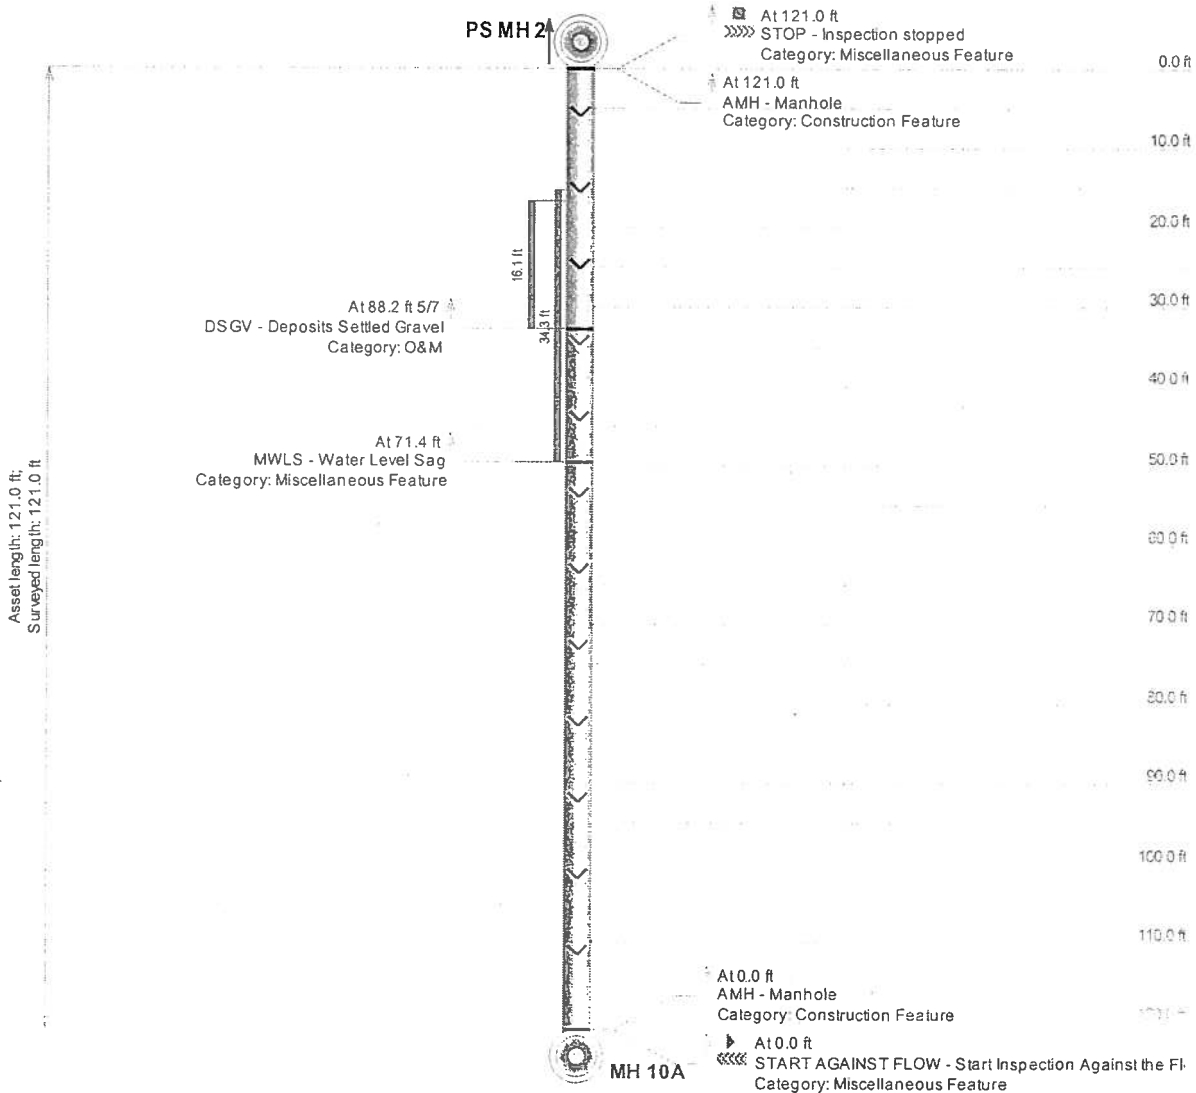 PS MH 2
At 121.0 ft
STOP - Inspection stopped
Category: Miscellaneous Feature
0.0 ft
At 121.0 ft
AMH - Manhole
Category: Construction Feature
10.0 ft
20.0 ft
16.1 ft
30.0 ft
At 88.2 ft 5/7
DSGV - Deposits Settled Gravel
Category: O&M
34.3 ft
40.0 ft
At 71.4 ft
MWLS - Water Level Sag
Category: Miscellaneous Feature
50.0 ft
Asset length: 121.0 ft;
Surveyed length: 121.0 ft
60.0 ft
70.0 ft
80.0 ft
90.0 ft
100.0 ft
110.0 ft
At 0.0 ft
AMH - Manhole
Category: Construction Feature
At 0.0 ft
START AGAINST FLOW - Start Inspection Against the Fl
Category: Miscellaneous Feature
MH 10A